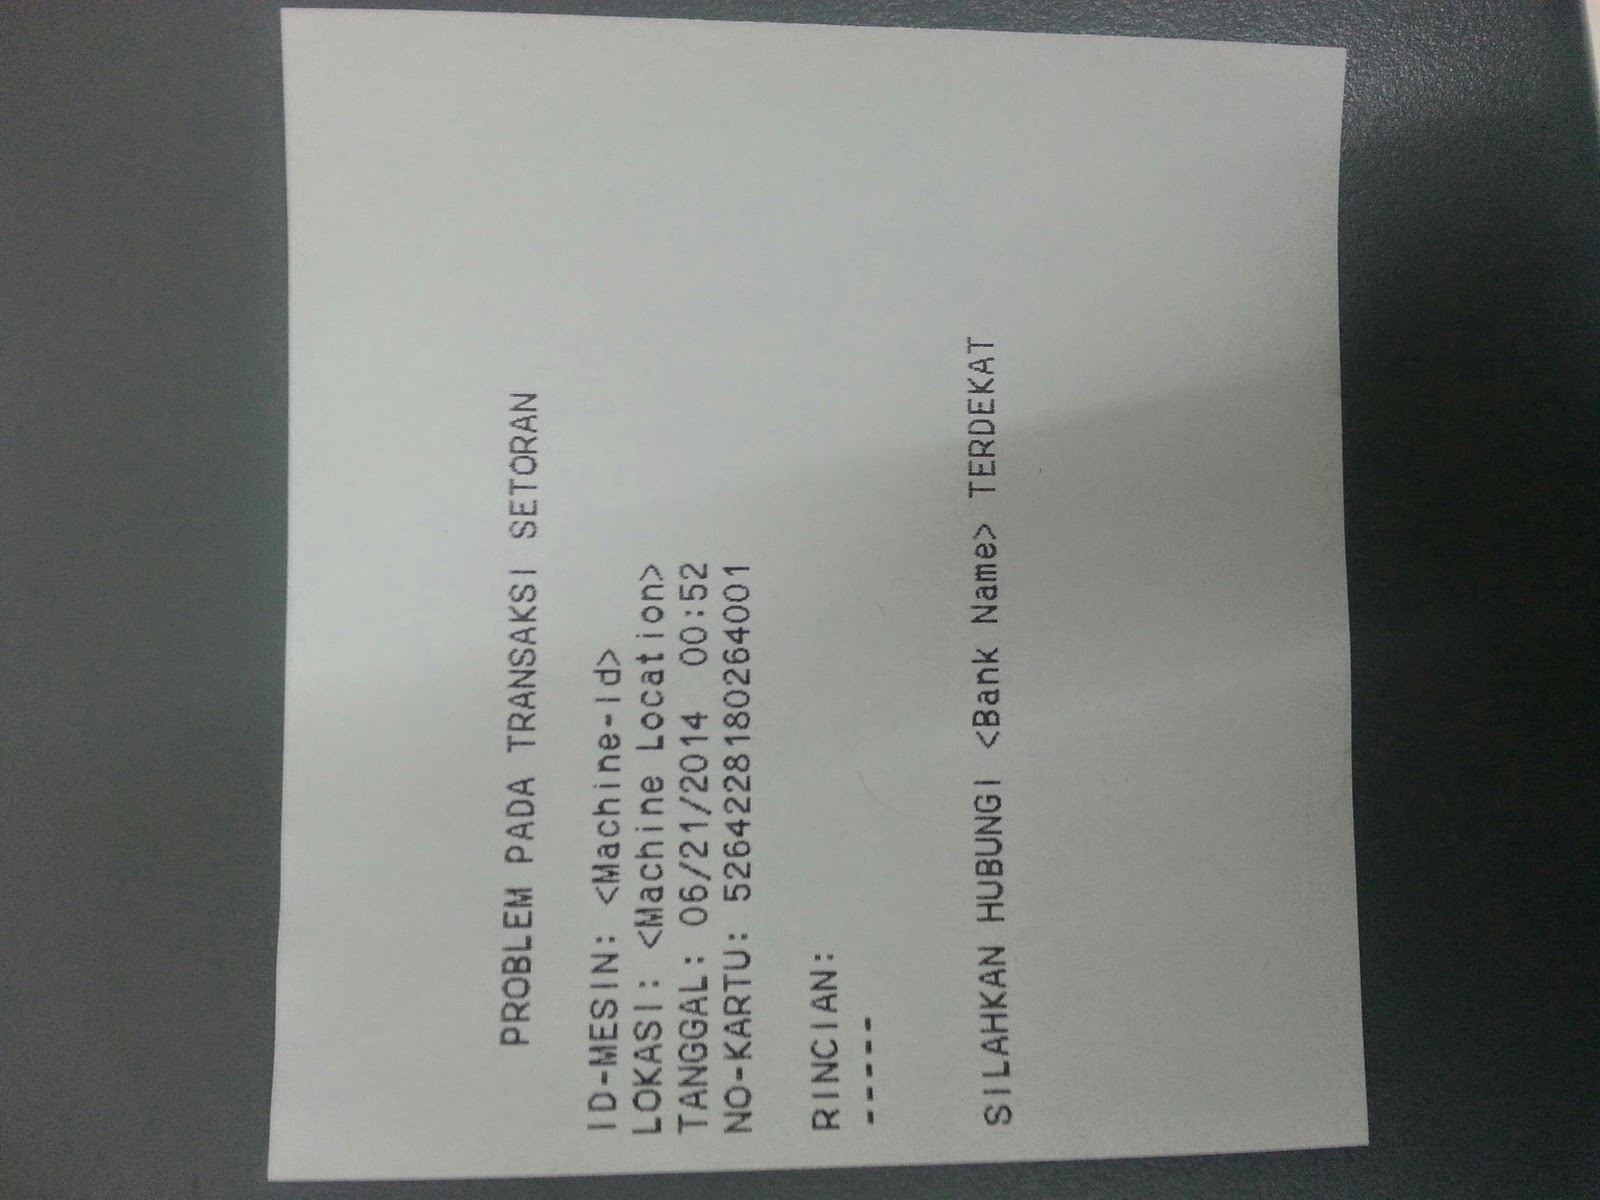 PROBLEM PADA TRANSAKSI SETORAN
ID-MESIN: <Machine-Id>
LOKASI: <Machine Location>
TANGGAL: 06/21/2014 00:52
NO-KARTU: 5264228180264001
RINCIAN:
-----
SILAHKAN HUBUNGI <Bank Name> TERDEKAT